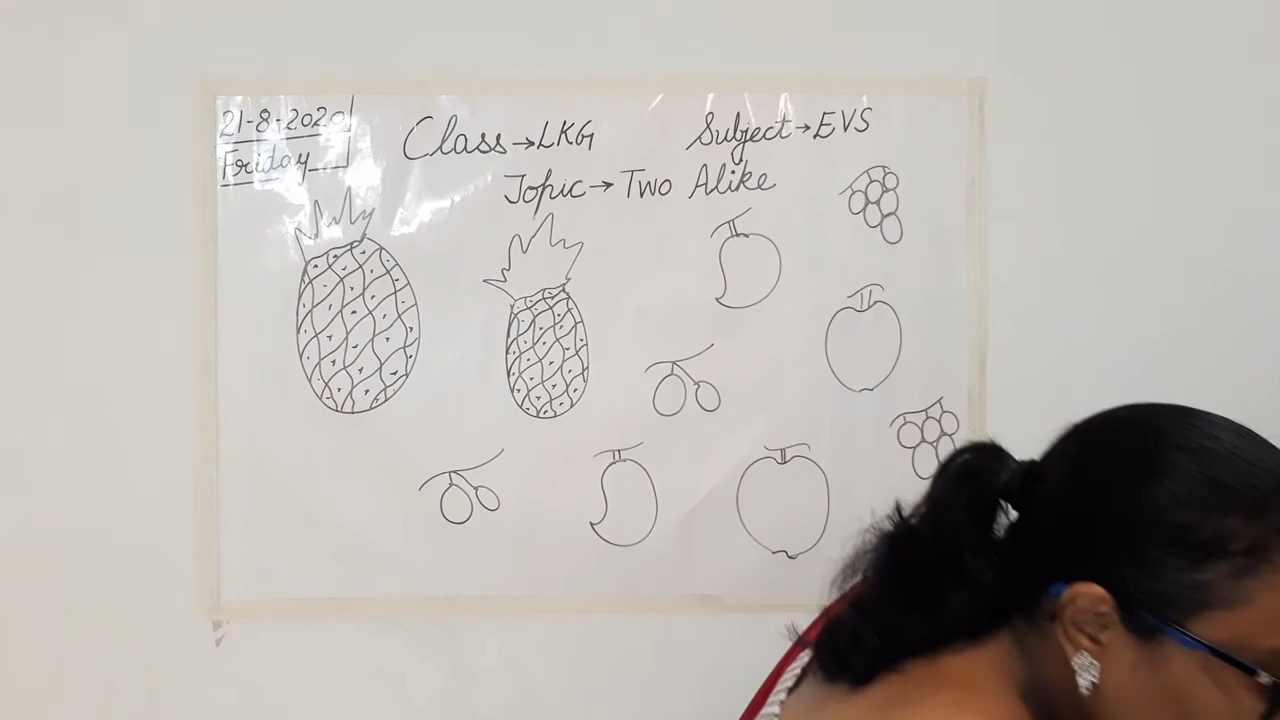 21-8-2020
Friday
Class→LKG
Subject→EVS
Topic→Two Alike